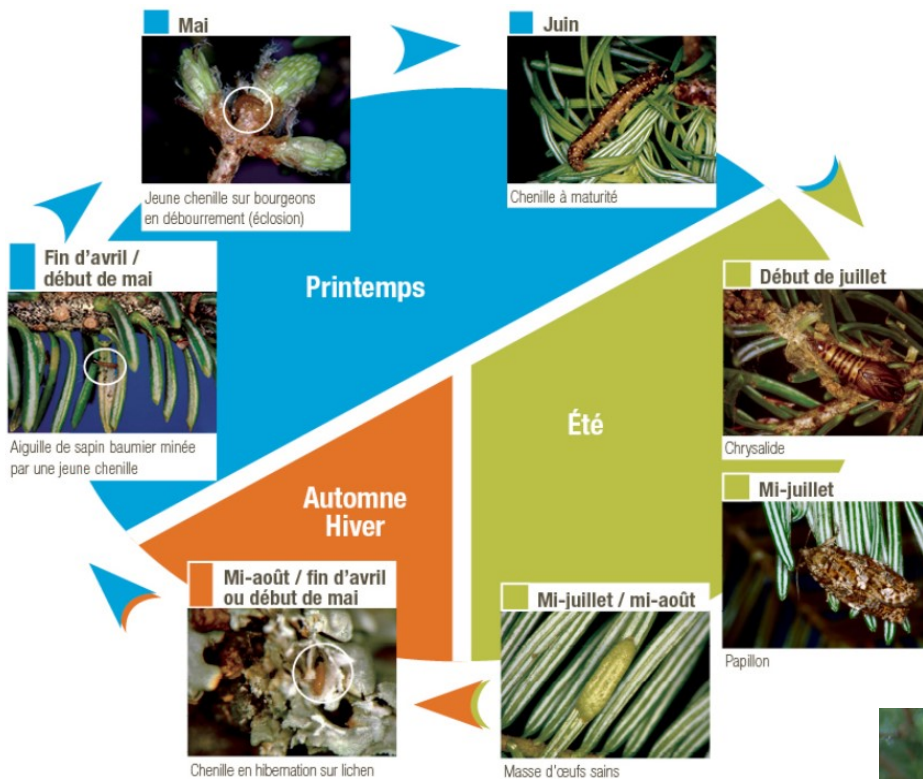 Mai
Jeune chenille sur bourgeons
en débourrement (éclosion)
Juin
Chenille à maturité
Fin d'avril /
début de mai
Aiguille de sapin baumier minée
par une jeune chenille
Printemps
Début de juillet
Chrysalide
Été
Mi-juillet
Papillon
Automne
Hiver
Mi-août / fin d'avril
ou début de mai
Chenille en hibernation sur lichen
Mi-juillet / mi-août
Masse d'œufs sains